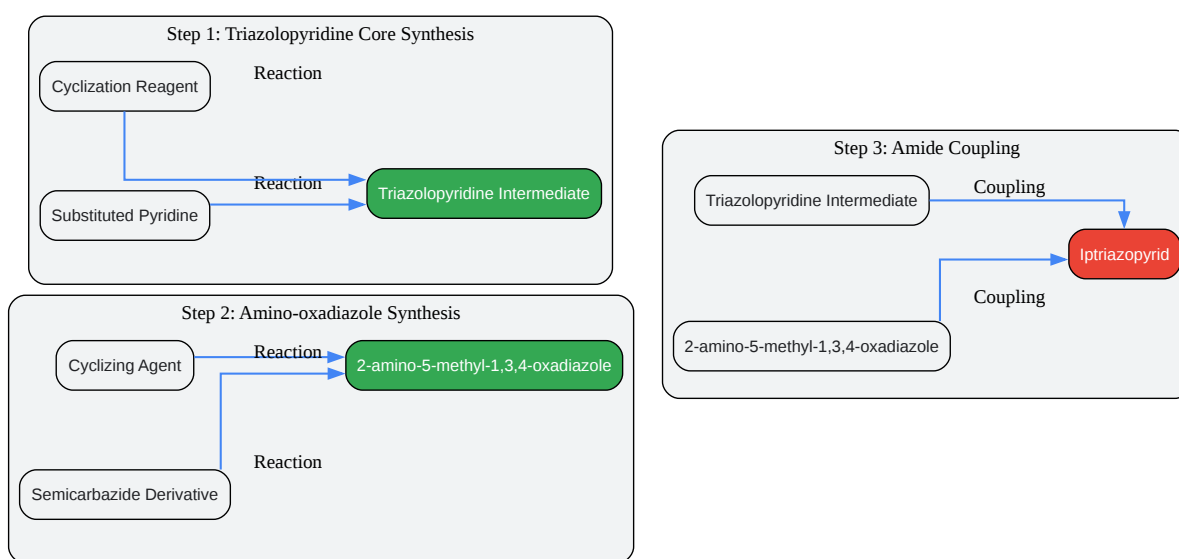 Step 1: Triazolopyridine Core Synthesis
Cyclization Reagent
Reaction
Substituted Pyridine
Reaction
Triazolopyridine Intermediate
Step 2: Amino-oxadiazole Synthesis
Cyclizing Agent
Reaction
2-amino-5-methyl-1,3,4-oxadiazole
Reaction
Semicarbazide Derivative
Step 3: Amide Coupling
Triazolopyridine Intermediate
Coupling
Iptriazopyrid
Coupling
2-amino-5-methyl-1,3,4-oxadiazole